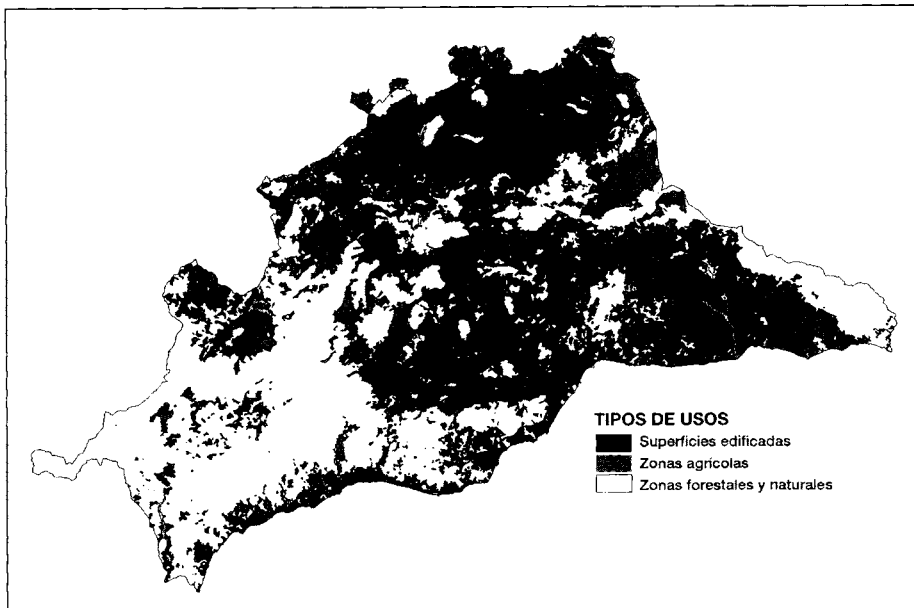 TIPOS DE USOS
Superficies edificadas
Zonas agrícolas
Zonas forestales y naturales